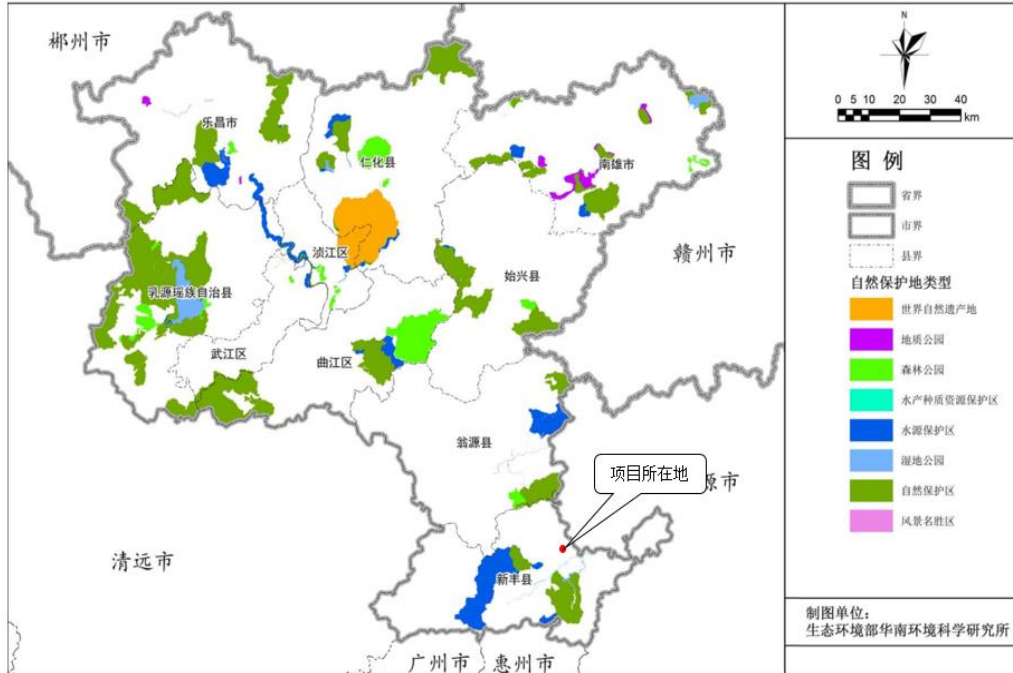 郴州市
乐昌市
仁化县
南雄市
赣州市
浈江区
始兴县
乳源瑶族自治县
武江区
曲江区
翁源县
项目所在地
源市
清远市
新丰县
广州市
惠州市
N
0 5 10 20 30 40
km
图 例
省界
市界
县界
自然保护地类型
世界自然遗产地
地质公园
森林公园
水产种质资源保护区
水源保护区
湿地公园
自然保护区
风景名胜区
制图单位：
生态环境部华南环境科学研究所